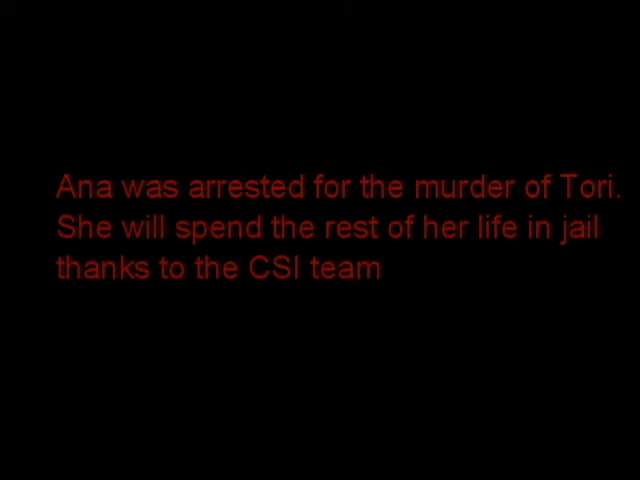 Ana was arrested for the murder of Tori.
She will spend the rest of her life in jail
thanks to the CSI team